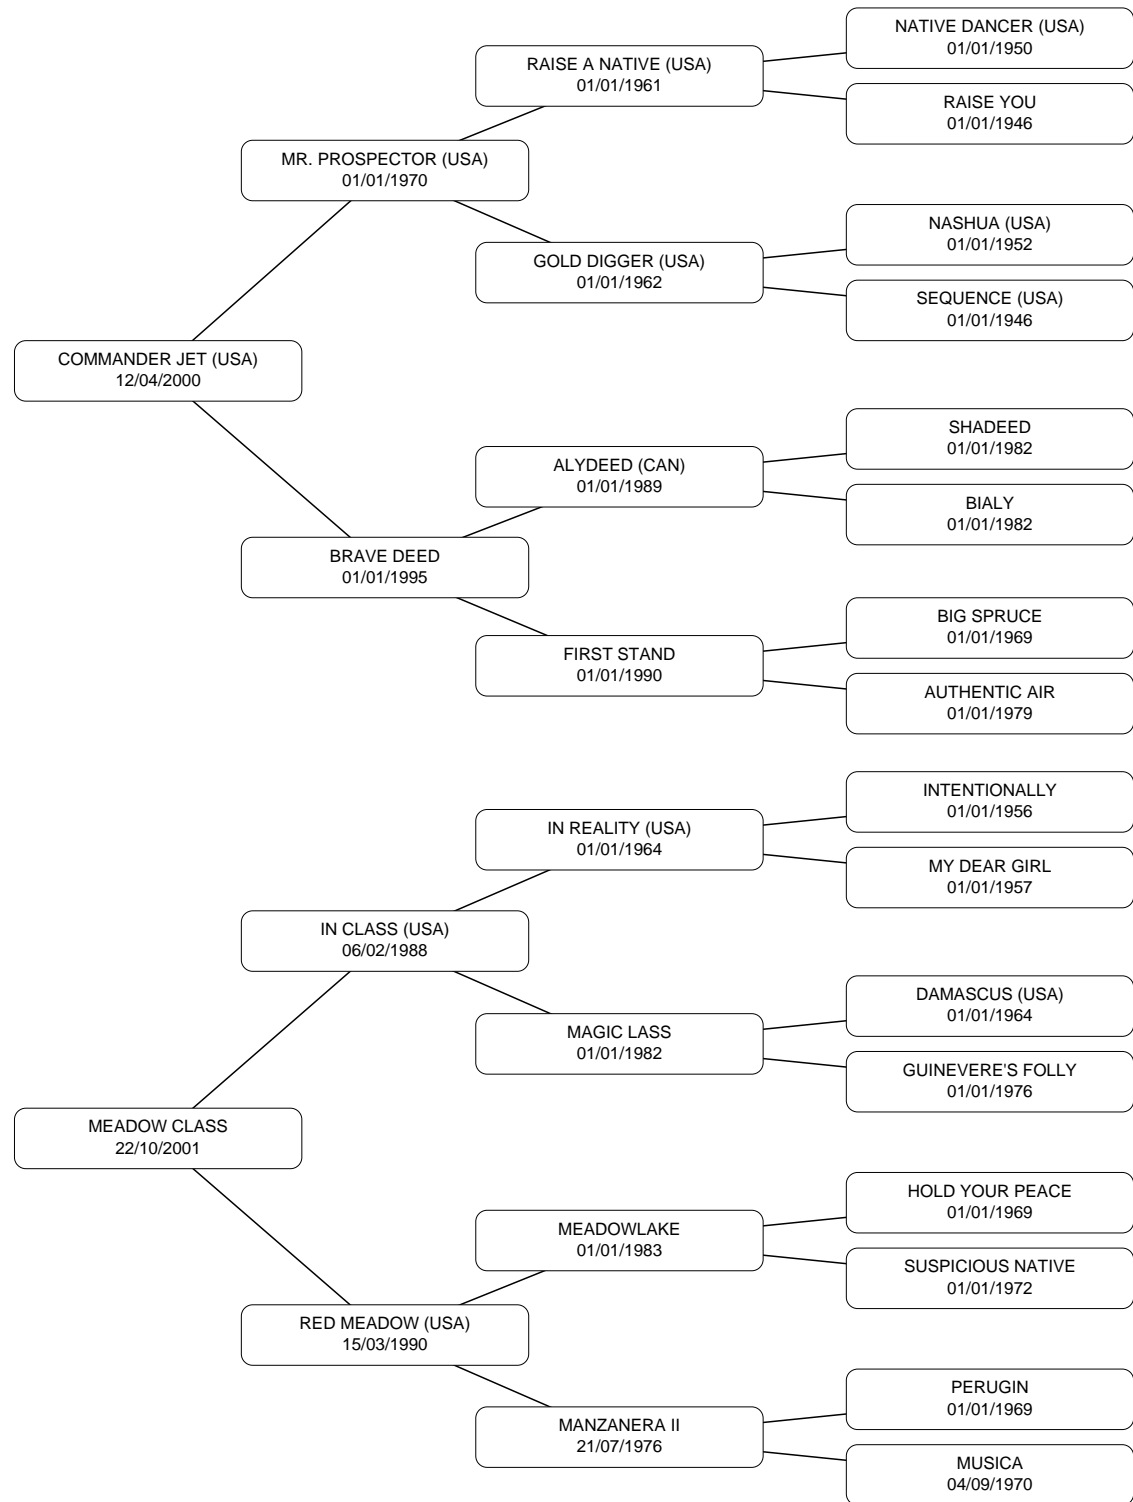 NATIVE DANCER (USA)
01/01/1950
RAISE A NATIVE (USA)
01/01/1961
RAISE YOU
01/01/1946
MR. PROSPECTOR (USA)
01/01/1970
NASHUA (USA)
01/01/1952
GOLD DIGGER (USA)
01/01/1962
SEQUENCE (USA)
01/01/1946
COMMANDER JET (USA)
12/04/2000
SHADEED
01/01/1982
ALYDEED (CAN)
01/01/1989
BIALY
01/01/1982
BRAVE DEED
01/01/1995
BIG SPRUCE
01/01/1969
FIRST STAND
01/01/1990
AUTHENTIC AIR
01/01/1979
INTENTIONALLY
01/01/1956
IN REALITY (USA)
01/01/1964
MY DEAR GIRL
01/01/1957
IN CLASS (USA)
06/02/1988
DAMASCUS (USA)
01/01/1964
MAGIC LASS
01/01/1982
GUINEVERE'S FOLLY
01/01/1976
MEADOW CLASS
22/10/2001
HOLD YOUR PEACE
01/01/1969
MEADOWLAKE
01/01/1983
SUSPICIOUS NATIVE
01/01/1972
RED MEADOW (USA)
15/03/1990
PERUGIN
01/01/1969
MANZANERA II
21/07/1976
MUSICA
04/09/1970